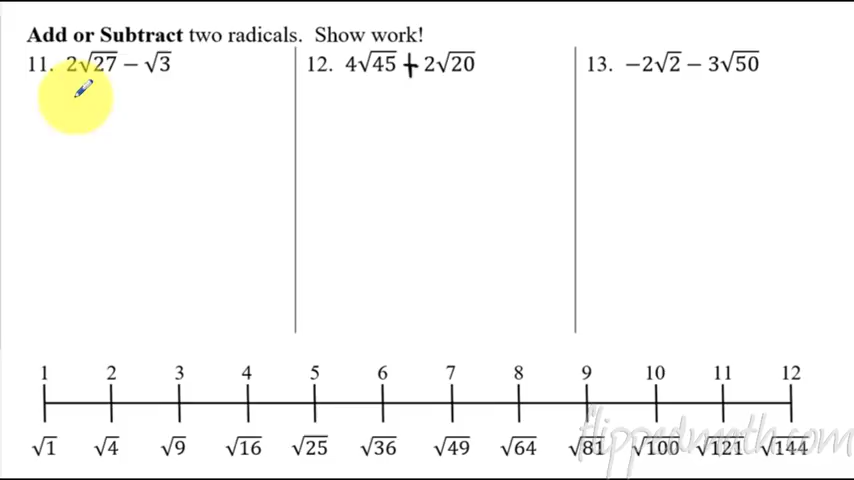 Add or Subtract two radicals. Show work!
11. 2√27 − √3
12. 4√45 + 2√20
13. −2√2 − 3√50
1 2 3 4 5 6 7 8 9 10 11 12
√1 √4 √9 √16 √25 √36 √49 √64 √81 √100 √121 √144
flippedmath.com